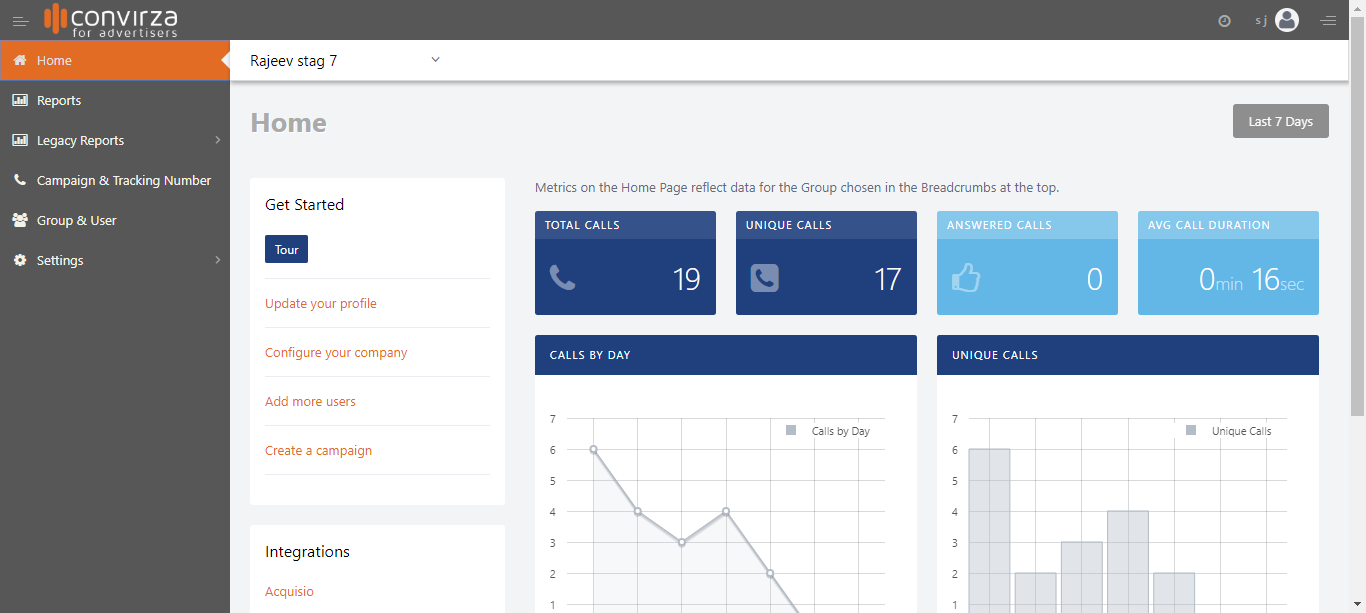 convirza
for advertisers
s j
Home
Reports
Legacy Reports
Campaign & Tracking Number
Group & User
Settings
Rajeev stag 7
Home
Last 7 Days
Get Started
Tour
Update your profile
Configure your company
Add more users
Create a campaign
Integrations
Acquisio
Metrics on the Home Page reflect data for the Group chosen in the Breadcrumbs at the top.
TOTAL CALLS
19
UNIQUE CALLS
17
ANSWERED CALLS
0
AVG CALL DURATION
0min 16sec
CALLS BY DAY
7
6
5
4
3
2
1
Calls by Day
UNIQUE CALLS
7
6
5
4
3
2
1
Unique Calls